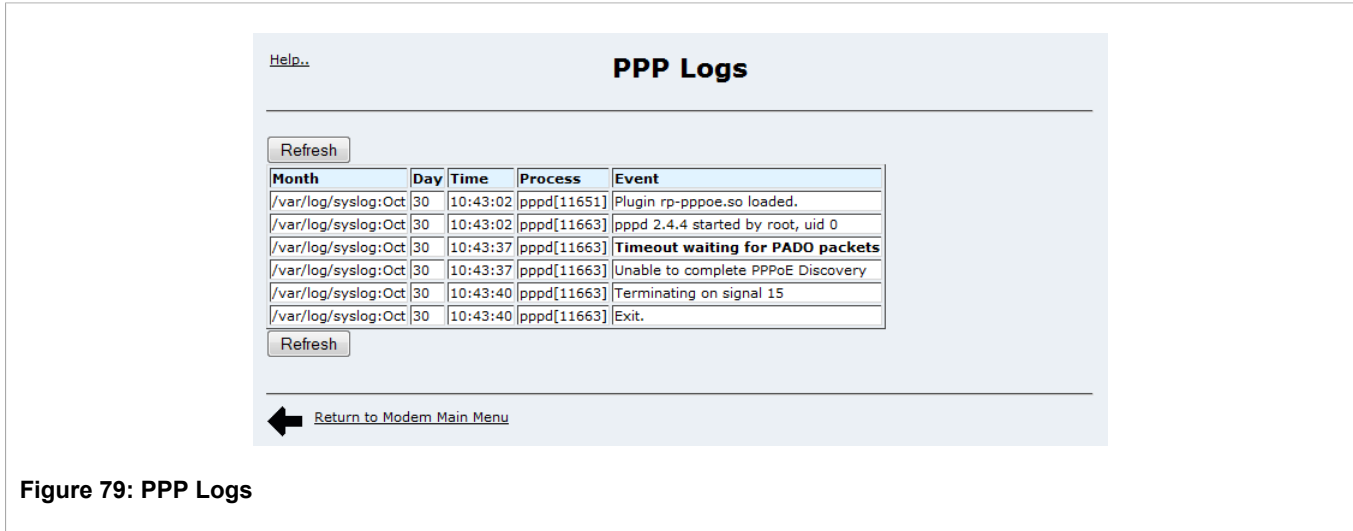 Help..
PPP Logs
Refresh
Month Day Time Process Event
/var/log/syslog:Oct 30 10:43:02 pppd[11651] Plugin rp-pppoe.so loaded.
/var/log/syslog:Oct 30 10:43:02 pppd[11663] pppd 2.4.4 started by root, uid 0
/var/log/syslog:Oct 30 10:43:37 pppd[11663] Timeout waiting for PADO packets
/var/log/syslog:Oct 30 10:43:37 pppd[11663] Unable to complete PPPoE Discovery
/var/log/syslog:Oct 30 10:43:40 pppd[11663] Terminating on signal 15
/var/log/syslog:Oct 30 10:43:40 pppd[11663] Exit.
Refresh
Return to Modem Main Menu
Figure 79: PPP Logs